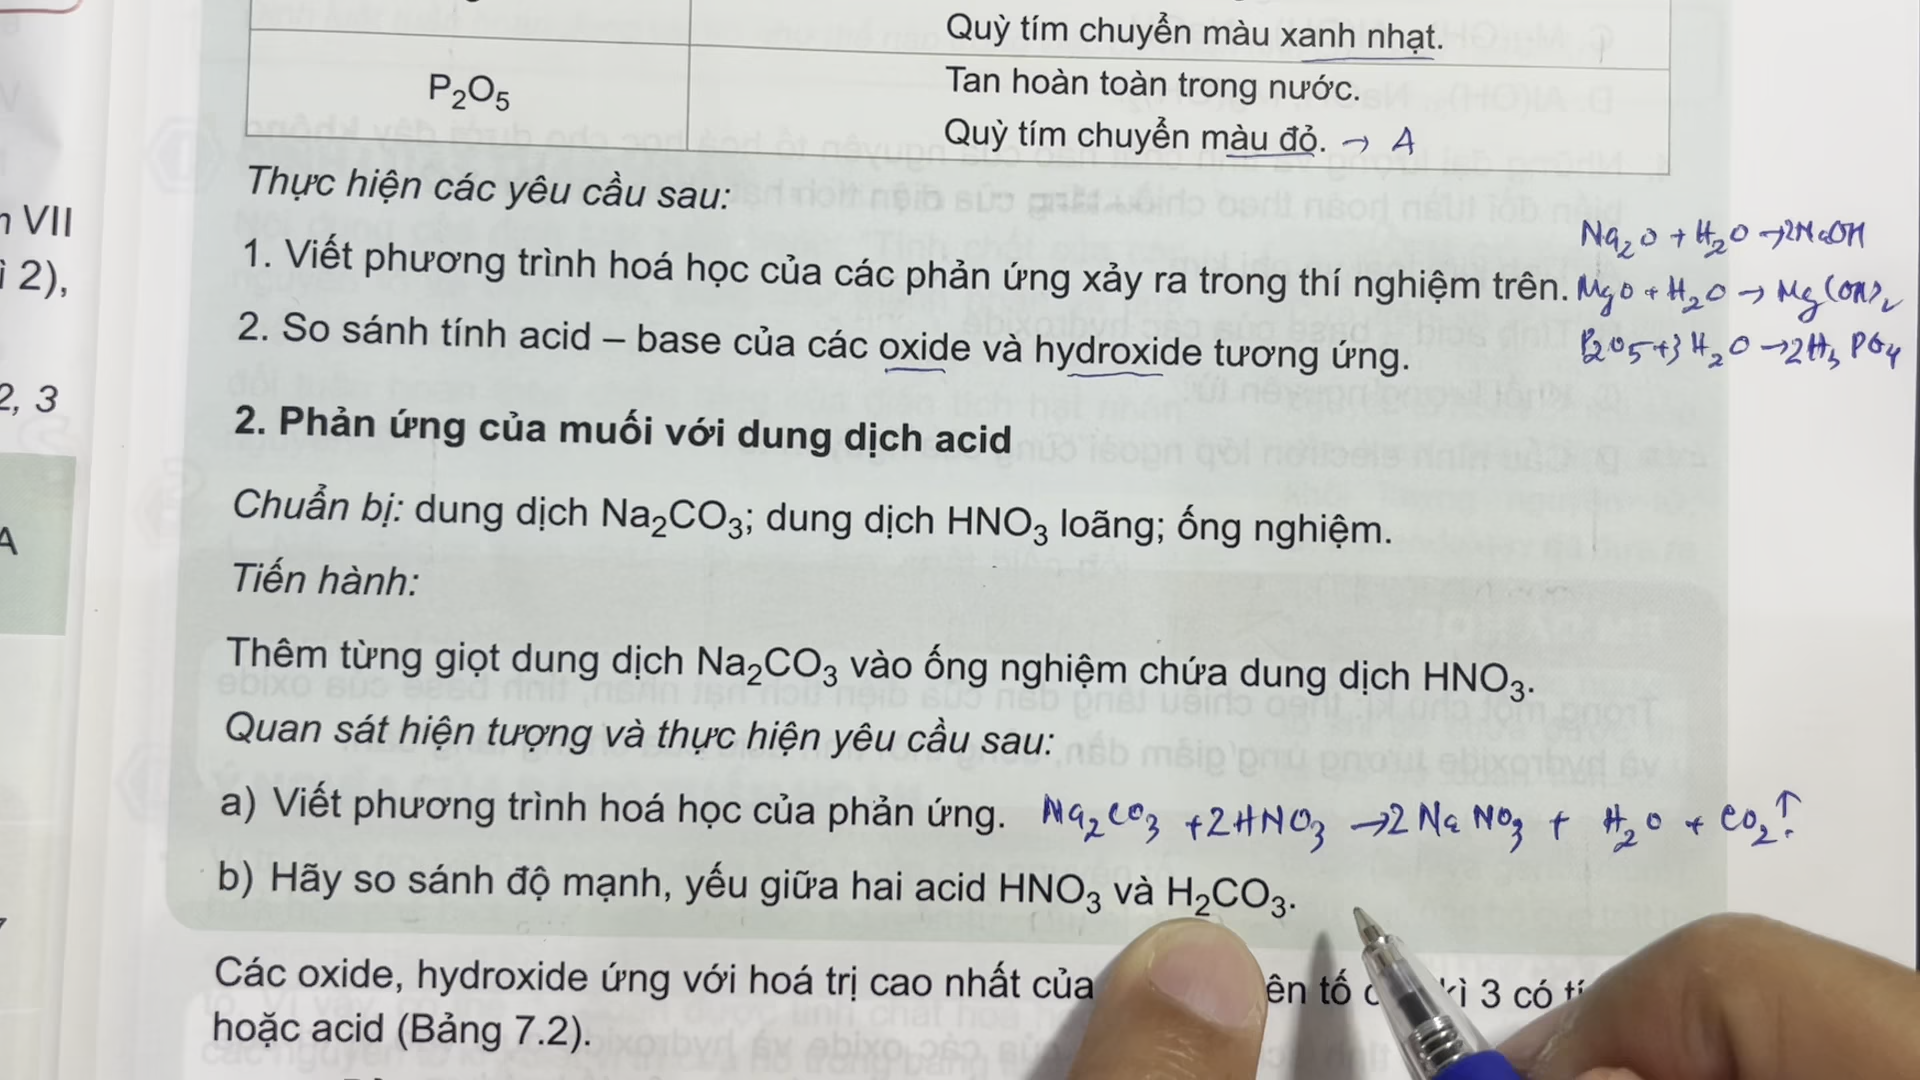 Quỳ tím chuyển màu xanh nhạt.
P₂O₅
Tan hoàn toàn trong nước.
Quỳ tím chuyển màu đỏ. → A
Thực hiện các yêu cầu sau:
VII
2),
2, 3
A
1. Viết phương trình hoá học của các phản ứng xảy ra trong thí nghiệm trên.
Na₂O + H₂O → 2NaOH
MgO + H₂O → Mg(OH)₂
P₂O₅ + 3H₂O → 2H₃PO₄
2. So sánh tính acid – base của các oxide và hydroxide tương ứng.
2. Phản ứng của muối với dung dịch acid
Chuẩn bị: dung dịch Na₂CO₃; dung dịch HNO₃ loãng; ống nghiệm.
Tiến hành:
Thêm từng giọt dung dịch Na₂CO₃ vào ống nghiệm chứa dung dịch HNO₃.
Quan sát hiện tượng và thực hiện yêu cầu sau:
a) Viết phương trình hoá học của phản ứng. Na₂CO₃ + 2HNO₃ → 2NaNO₃ + H₂O + CO₂↑
b) Hãy so sánh độ mạnh, yếu giữa hai acid HNO₃ và H₂CO₃.
Các oxide, hydroxide ứng với hoá trị cao nhất của tố 3 có
hoặc acid (Bảng 7.2).